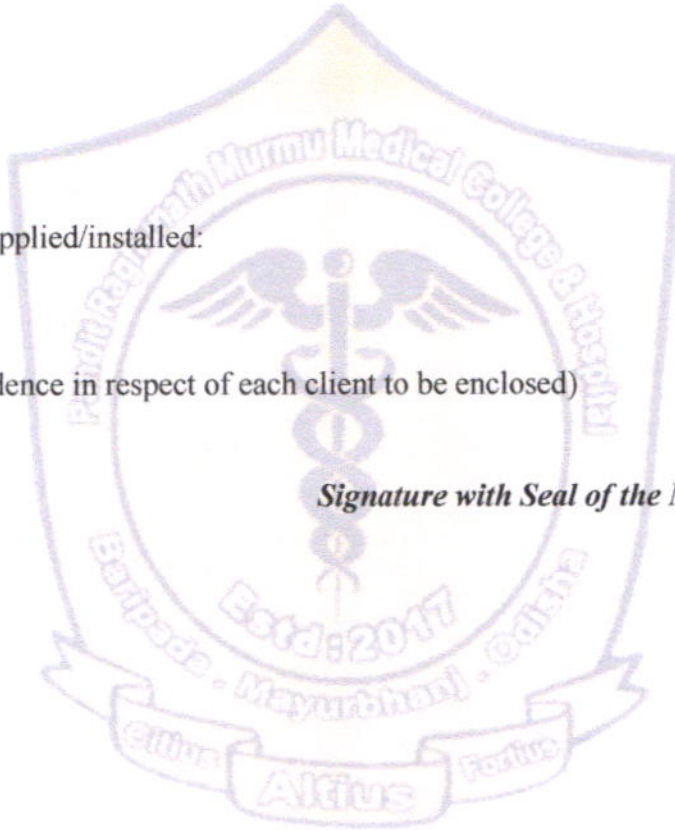 Pandit Raghunath Murmu Medical College & Hospital
pplied/installed:
lence in respect of each client to be enclosed)
Signature with Seal of the
Estd : 2017
Baripada - Mayurbhanj - Odisha
Citius
Altius
Fortius